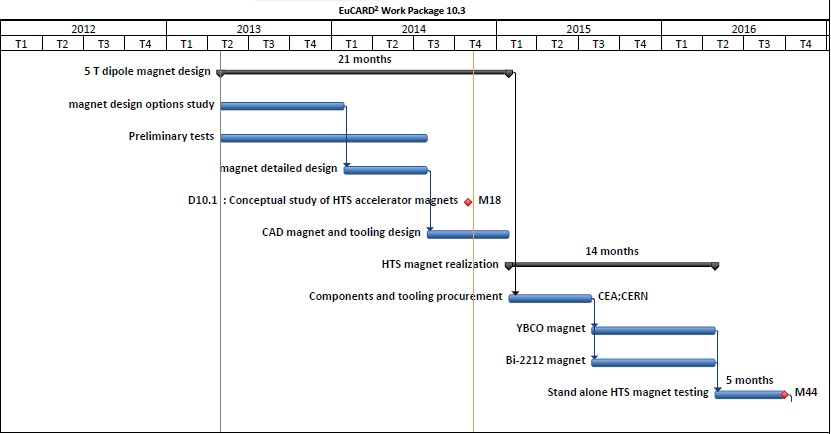 EuCARD² Work Package 10.3
2012 2013 2014 2015 2016
T1 T2 T3 T4 T1 T2 T3 T4 T1 T2 T3 T4 T1 T2 T3 T4 T1 T2 T3 T4
21 months
5 T dipole magnet design
magnet design options study
Preliminary tests
magnet detailed design
D10.1 : Conceptual study of HTS accelerator magnets M18
CAD magnet and tooling design
14 months
HTS magnet realization
Components and tooling procurement CEA;CERN
YBCO magnet
Bi-2212 magnet
5 months
Stand alone HTS magnet testing M44